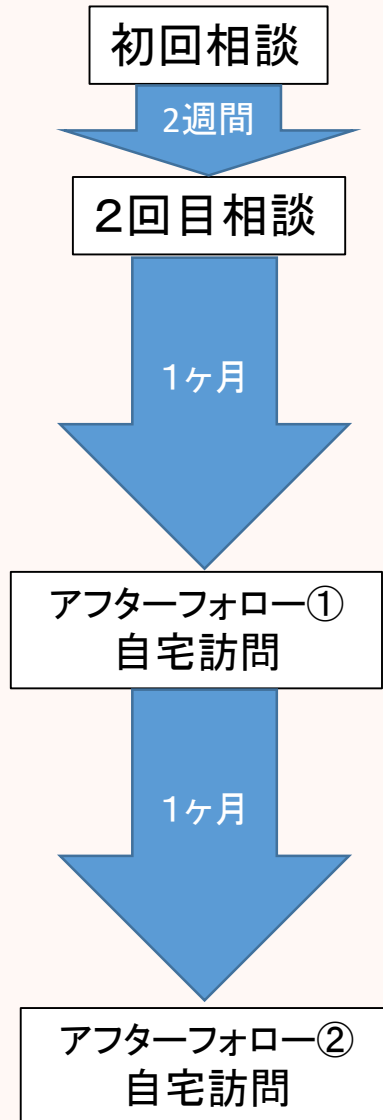 初回相談
2週間
２回目相談
１ヶ月
アフターフォロー①
自宅訪問
１ヶ月
アフターフォロー②
自宅訪問